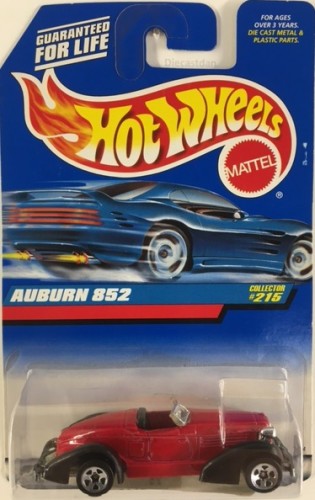 GUARANTEED
FOR LIFE
FOR AGES
OVER 3 YEARS.
DIE CAST METAL &
PLASTIC PARTS.
HOT WHEELS
MATTEL
®
AUBURN 852
COLLECTOR
#215